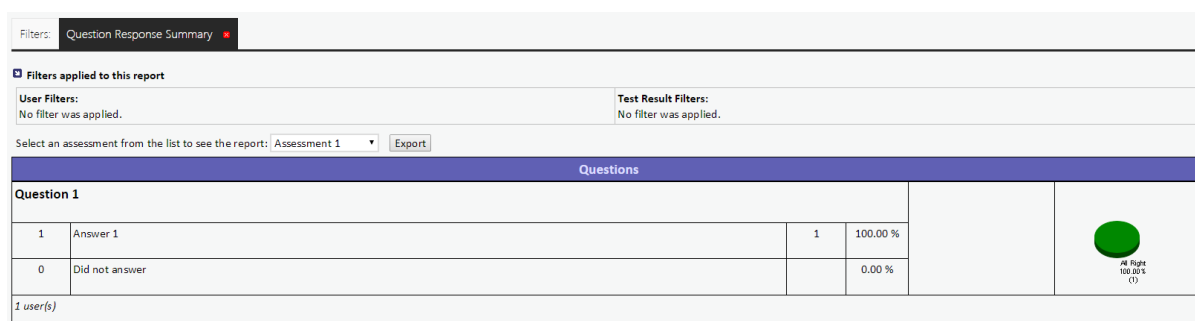 Filters: Question Response Summary
Filters applied to this report
User Filters: Test Result Filters:
No filter was applied. No filter was applied.
Select an assessment from the list to see the report: Assessment 1 Export
Questions
Question 1
1 Answer 1 1 100.00 %
0 Did not answer 0.00 %
All Right
100.00%
(1)
1 user(s)